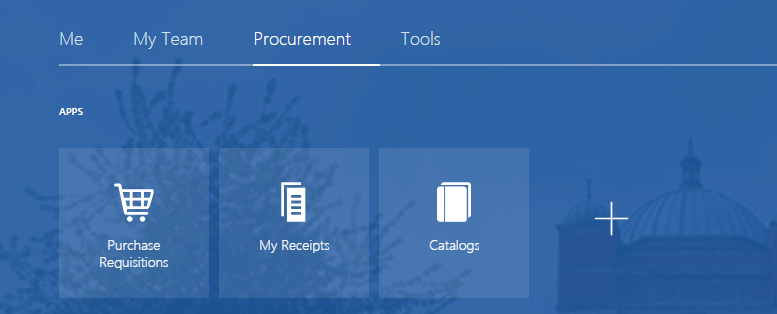 Me My Team Procurement Tools
APPS
Purchase Requisitions
My Receipts
Catalogs